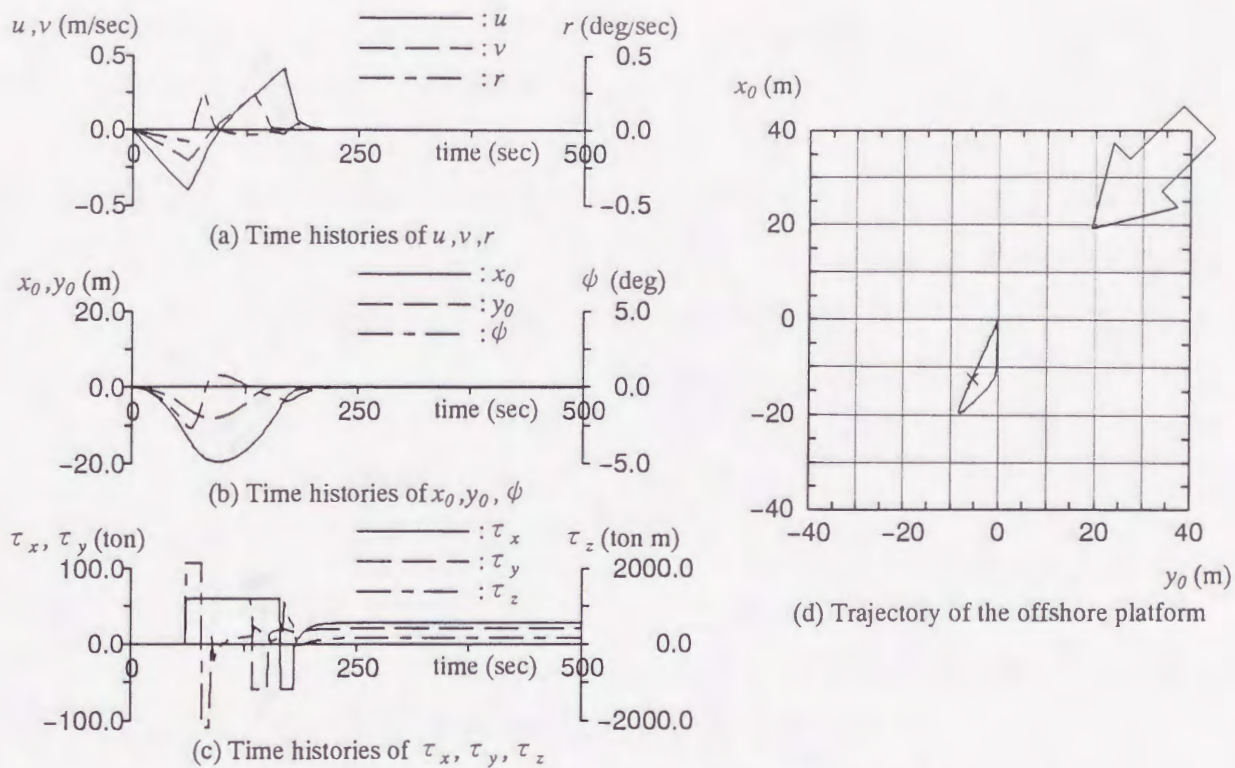 u, v (m/sec)
r (deg/sec)
: u
: v
: r
0.5
0.0
−0.5
0.5
0.0
−0.5
0
250
time (sec)
500
(a) Time histories of u, v, r
x₀, y₀ (m)
ψ (deg)
: x₀
: y₀
: ψ
20.0
0.0
−20.0
5.0
0.0
−5.0
0
250
time (sec)
500
(b) Time histories of x₀, y₀, ψ
τx, τy (ton)
τz (ton m)
: τx
: τy
: τz
100.0
0.0
−100.0
2000.0
0.0
−2000.0
0
250
time (sec)
500
(c) Time histories of τx, τy, τz
x₀ (m)
40
20
0
−20
−40
−40
−20
0
20
40
y₀ (m)
(d) Trajectory of the offshore platform